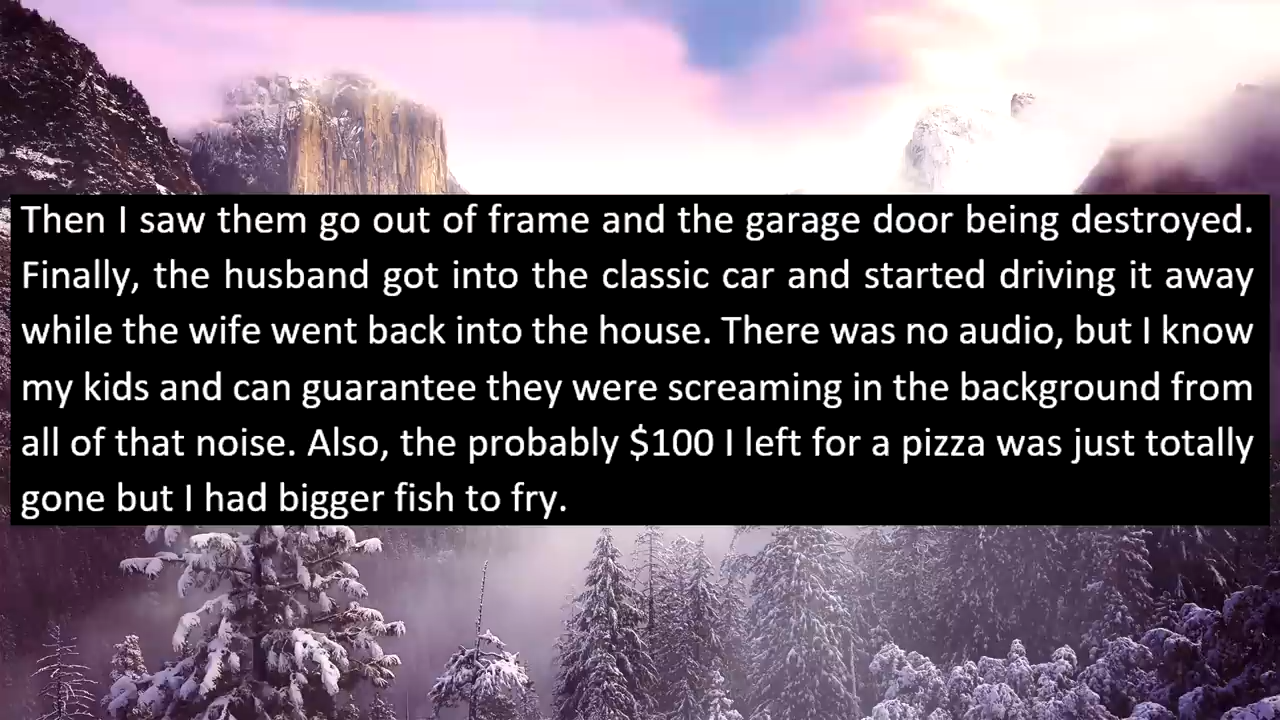 Then I saw them go out of frame and the garage door being destroyed.
Finally, the husband got into the classic car and started driving it away
while the wife went back into the house. There was no audio, but I know
my kids and can guarantee they were screaming in the background from
all of that noise. Also, the probably $100 I left for a pizza was just totally
gone but I had bigger fish to fry.